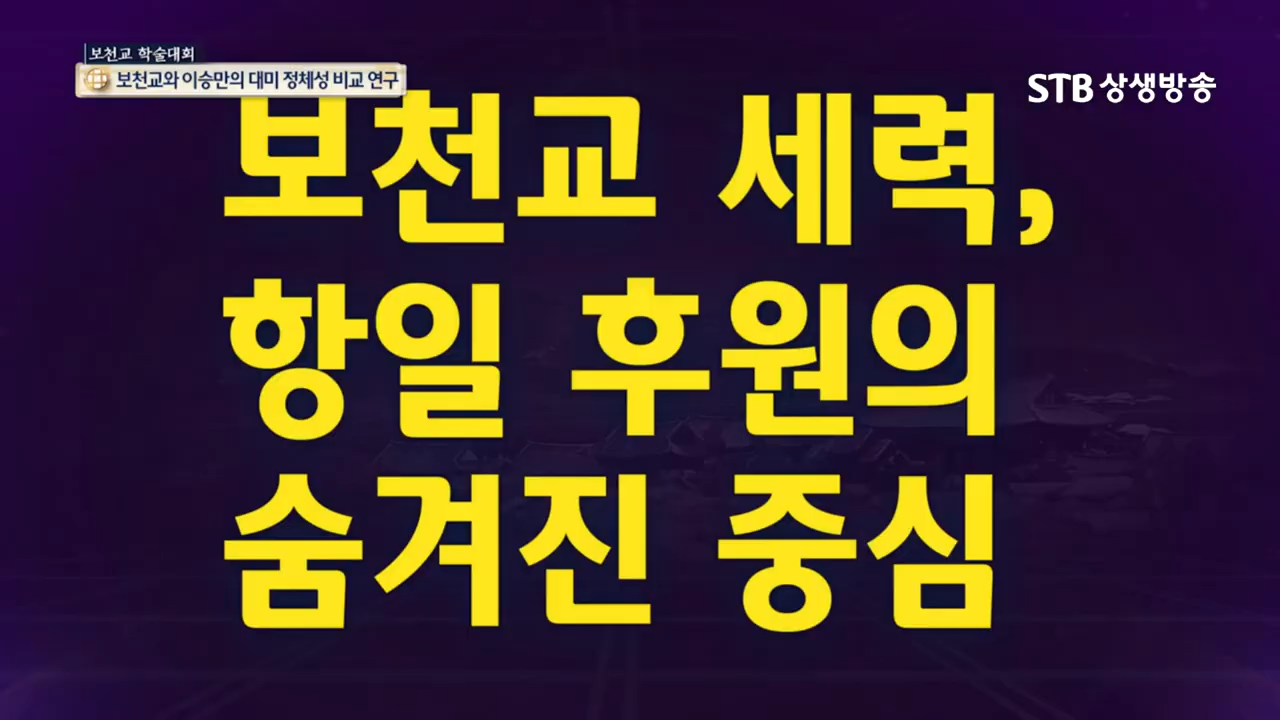 보천교 학술대회
보천교와 이승만의 대미 정체성 비교 연구
STB 상생방송
보천교 세력,
항일 후원의
숨겨진 중심